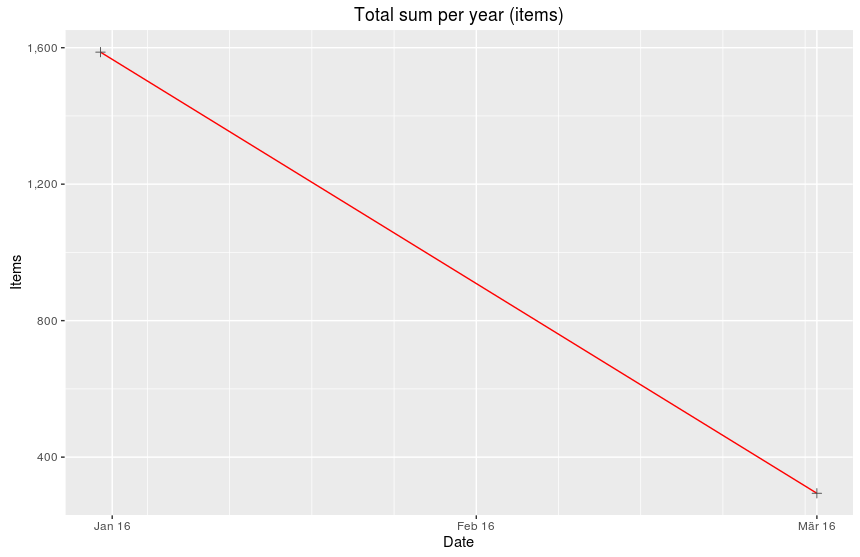 Total sum per year (items)
1,600
1,200
800
400
Items
Jan 16
Feb 16
Mär 16
Date